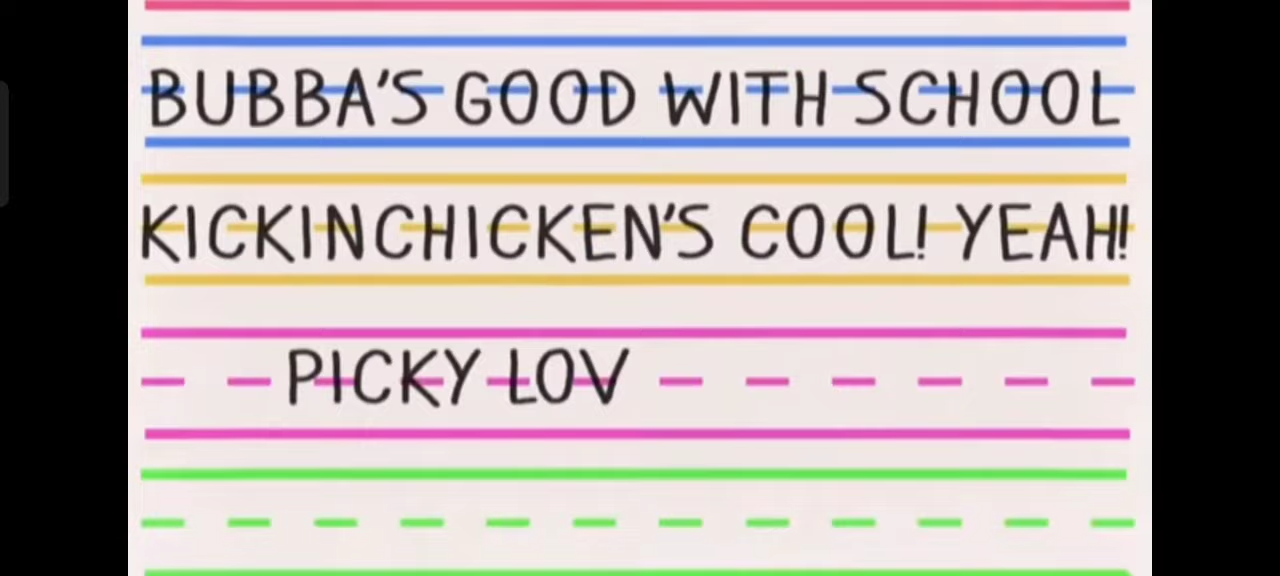 BUBBA'S GOOD WITH SCHOOL
KICKINCHICKEN'S COOL! YEAH!
PICKY LOV